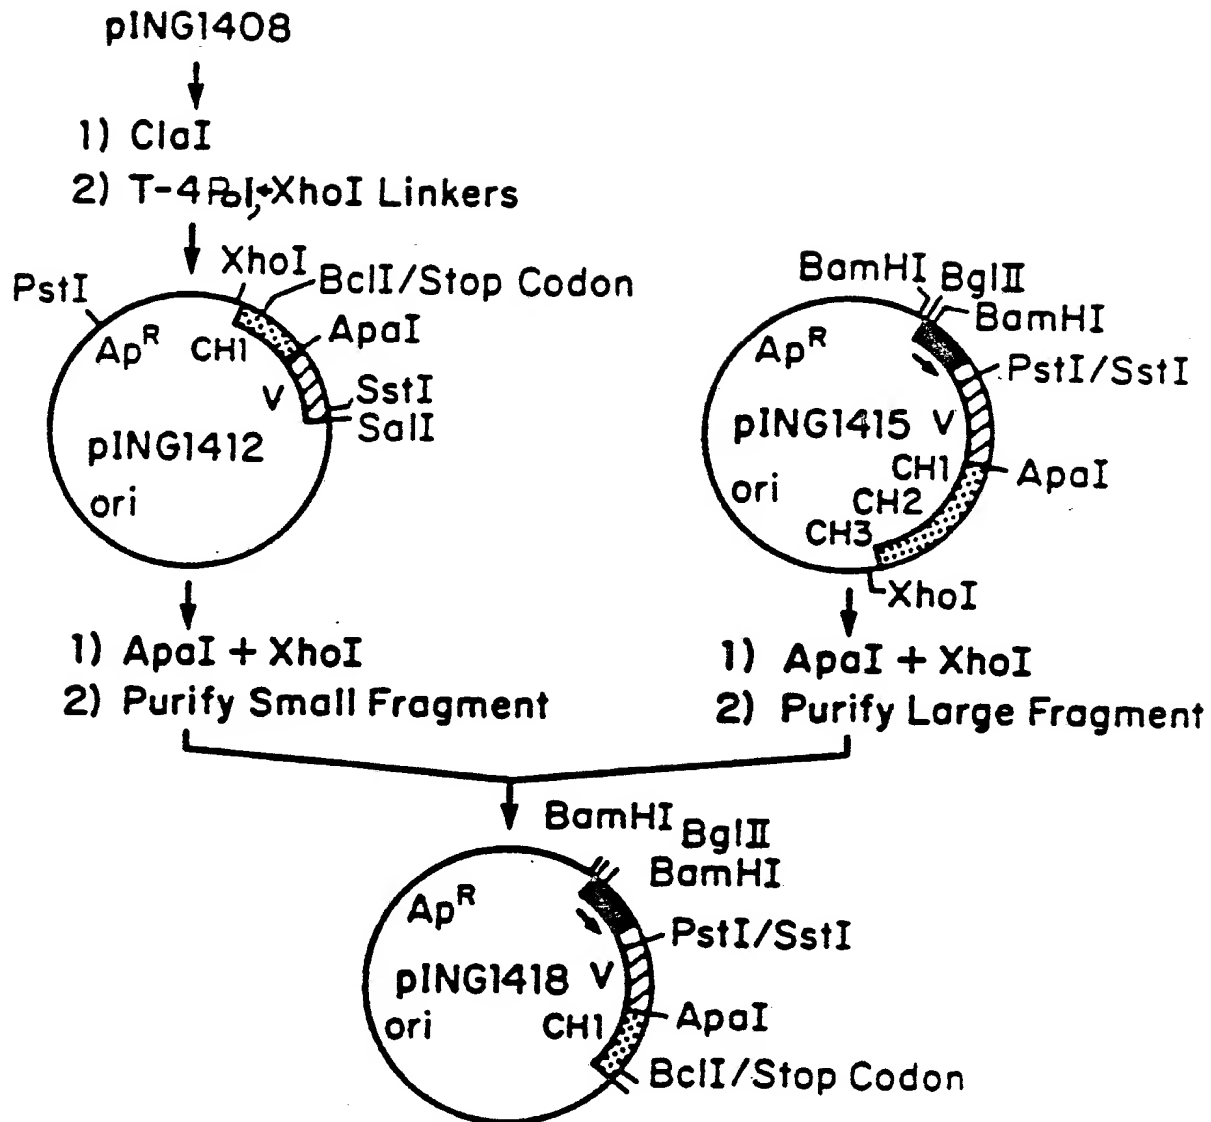 pING1408
1) ClaI
2) T-4 Pol, + XhoI Linkers
PstI
XhoI
BclI/Stop Codon
ApaI
SstI
SalI
Ap^R
CH1
V
pING1412
ori
1) ApaI + XhoI
2) Purify Small Fragment
BamHI
BglII
BamHI
PstI/SstI
ApaI
XhoI
Ap^R
pING1415
V
CH1
CH2
CH3
ori
1) ApaI + XhoI
2) Purify Large Fragment
BamHI
BglII
BamHI
PstI/SstI
ApaI
BclI/Stop Codon
Ap^R
pING1418
V
CH1
ori